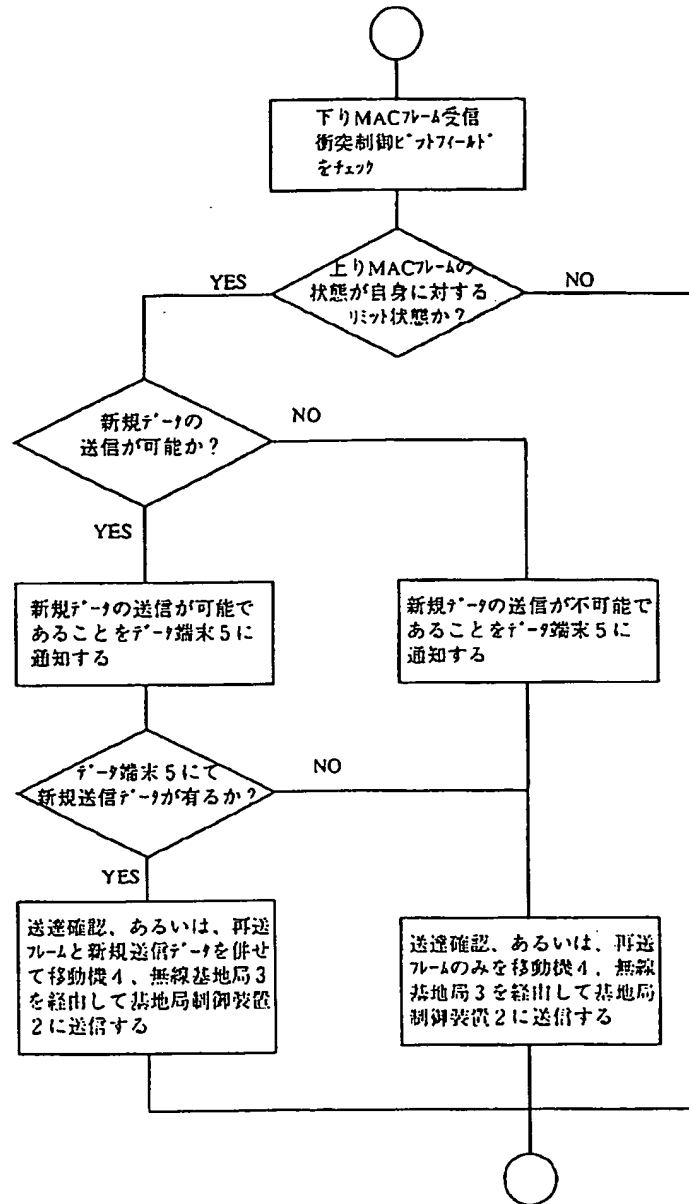 下りMACフレーム受信
衝突制御ビットフィールド
をチェック
上りMACフレームの
状態が自身に対する
リミット状態か？
YES
NO
新規データの
送信が可能か？
NO
YES
新規データの送信が可能で
あることをデータ端末5に
通知する
新規データの送信が不可能で
あることをデータ端末5に
通知する
データ端末5にて
新規送信データが有るか？
NO
YES
送達確認、あるいは、再送
フレームと新規送信データを併せ
て移動機4、無線基地局3
を経由して基地局制御装置
2に送信する
送達確認、あるいは、再送
フレームのみを移動機4、無線
基地局3を経由して基地局
制御装置2に送信する